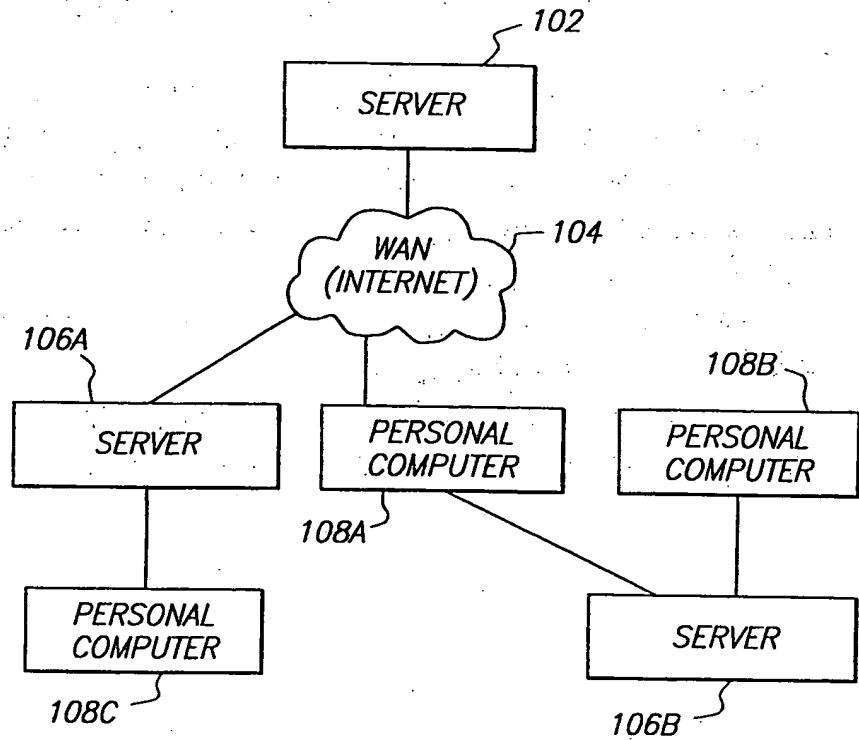 102
SERVER
WAN
(INTERNET)
104
106A
SERVER
PERSONAL
COMPUTER
108A
108B
PERSONAL
COMPUTER
PERSONAL
COMPUTER
108C
SERVER
106B